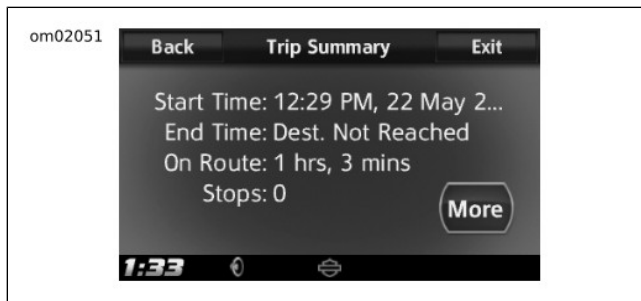 om02051
Back Trip Summary Exit
Start Time: 12:29 PM, 22 May 2...
End Time: Dest. Not Reached
On Route: 1 hrs, 3 mins
Stops: 0
More
1:33